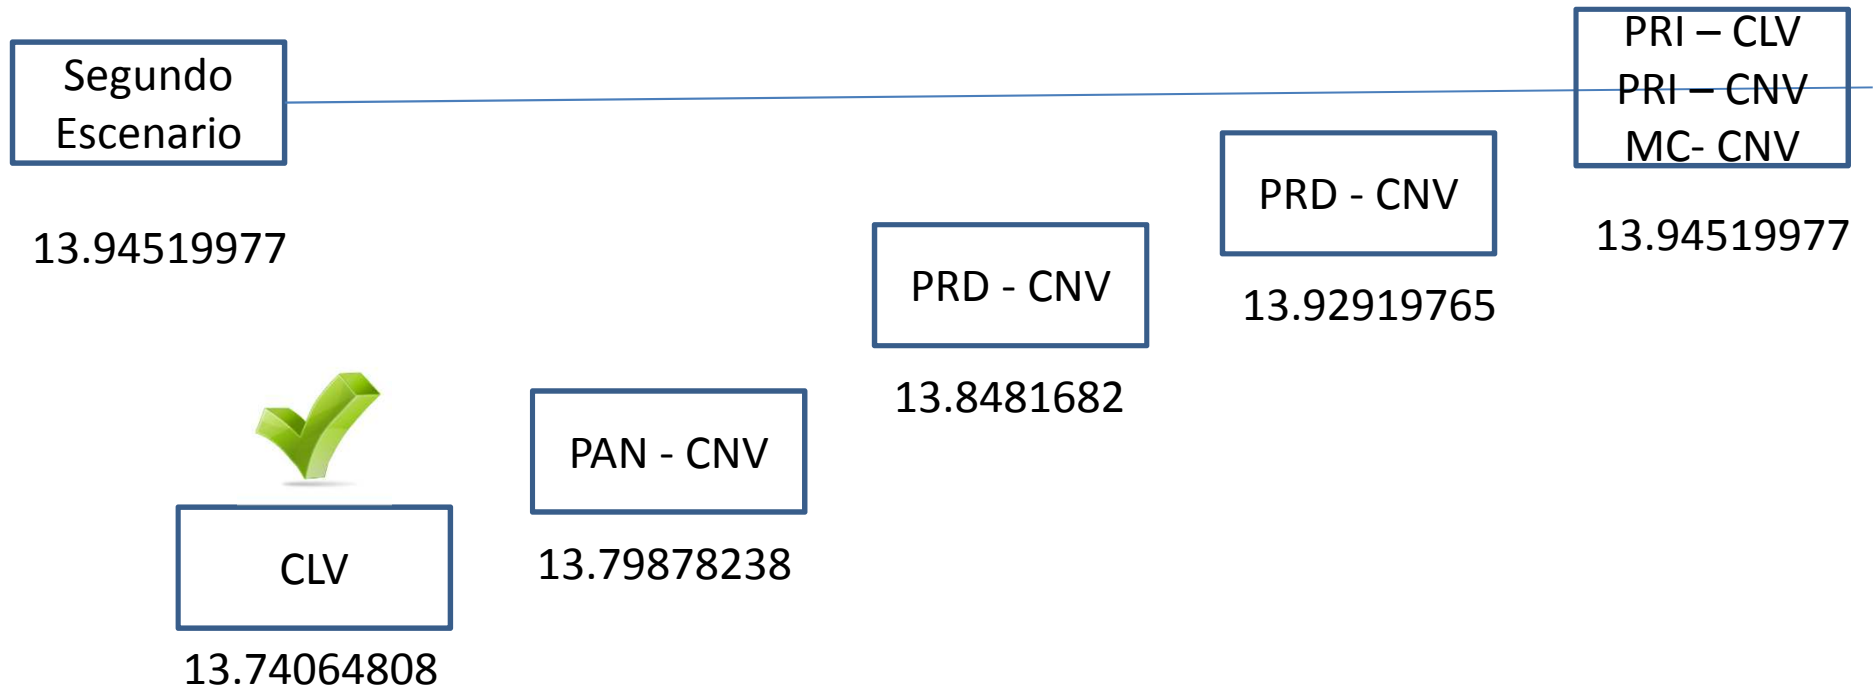 Segundo
Escenario
13.94519977
CLV
13.74064808
PAN - CNV
13.79878238
PRD - CNV
13.8481682
PRD - CNV
13.92919765
PRI – CLV
PRI – CNV
MC- CNV
13.94519977